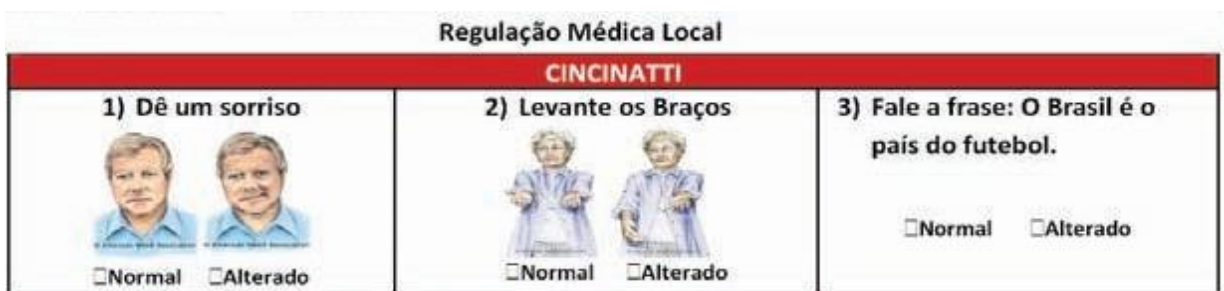 Regulação Médica Local
CINCINATTI
1) Dê um sorriso
☐Normal ☐Alterado
2) Levante os Braços
☐Normal ☐Alterado
3) Fale a frase: O Brasil é o
país do futebol.
☐Normal ☐Alterado